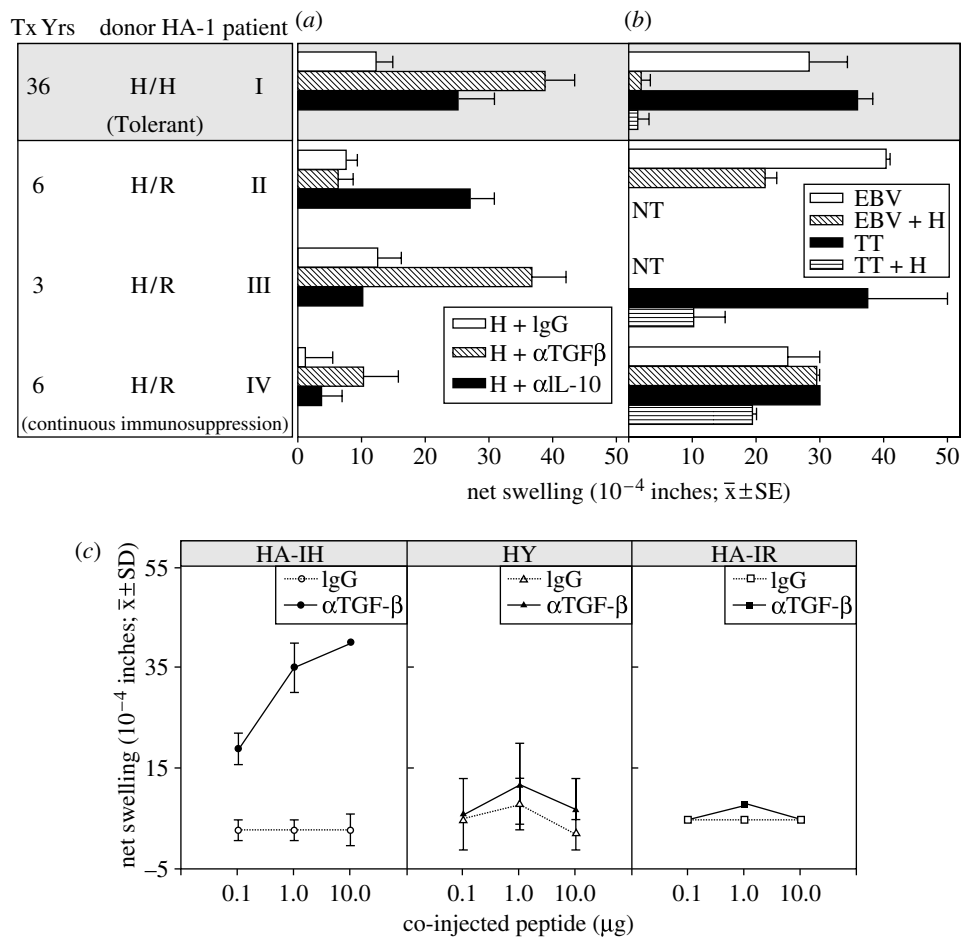 Tx Yrs donor HA-1 patient (a) (b)
36 H/H I
(Tolerant)
6 H/R II
NT
EBV
EBV + H
TT
TT + H
3 H/R III
NT
H + lgG
H + αTGFβ
H + αlL-10
6 H/R IV
(continuous immunosuppression)
0 10 20 30 40 50 10 20 30 40 50
net swelling (10⁻⁴ inches; x̄±SE)
(c) HA-IH HY HA-IR
lgG lgG lgG
αTGF-β αTGF-β αTGF-β
55
35
15
–5
net swelling (10⁻⁴ inches; x̄±SD)
0.1 1.0 10.0 0.1 1.0 10.0 0.1 1.0 10.0
co-injected peptide (μg)